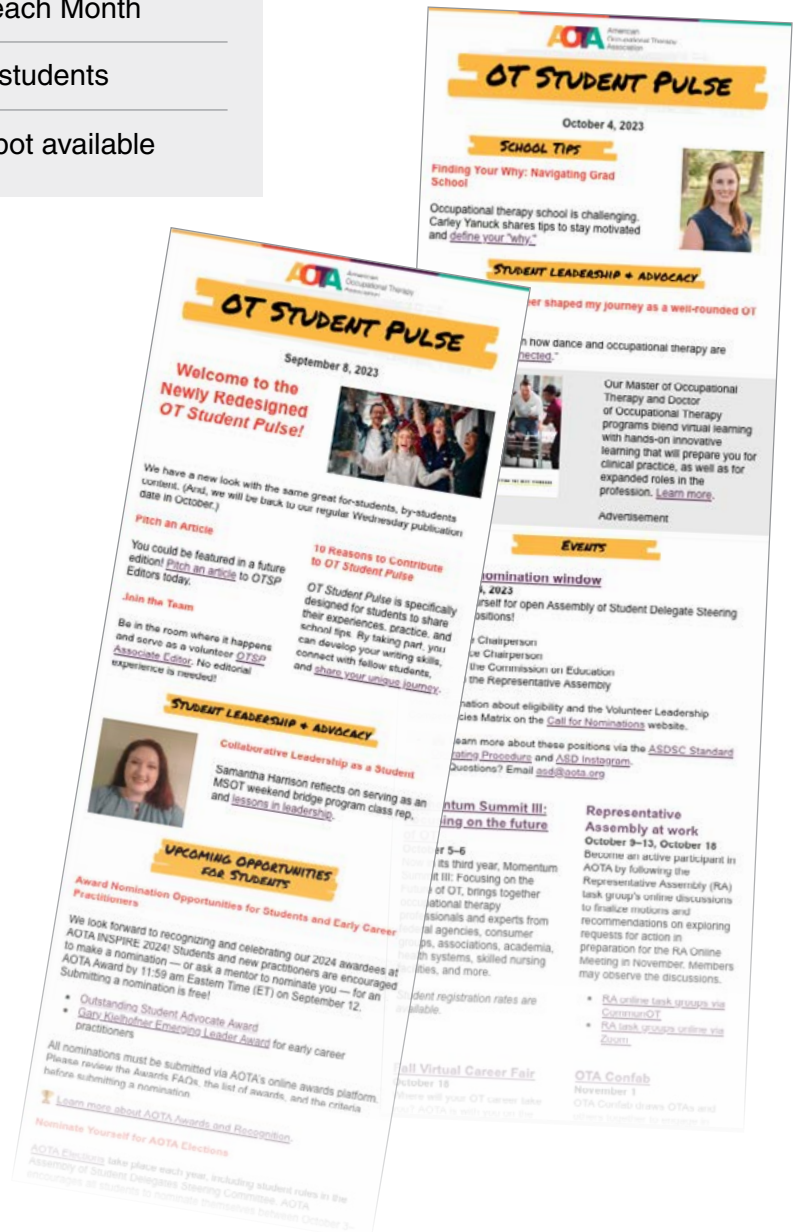 each Month
students
pot available
AOTA American
Occupational Therapy
Association
OT STUDENT PULSE
October 4, 2023
SCHOOL TIPS
Finding Your Why: Navigating Grad
School
Occupational therapy school is challenging.
Carley Yanuck shares tips to stay motivated
and define your "why."
STUDENT LEADERSHIP & ADVOCACY
shaped my journey as a well-rounded OT
how dance and occupational therapy are
Our Master of Occupational
Therapy and Doctor
of Occupational Therapy
programs blend virtual learning
with hands-on innovative
learning that will prepare you for
clinical practice, as well as for
expanded roles in the
profession. Learn more.
Advertisement
EVENTS
nomination window
, 2023
for open Assembly of Student Delegate Steering
Chairperson
Chairperson
the Commission on Education
the Representative Assembly
about eligibility and the Volunteer Leadership
Matrix on the Call for Nominations website.
learn more about these positions via the ASDSC Standard
Procedure and ASD Instagram.
Questions? Email asd@aota.org
Summit III:
on the future
5–6
its third year, Momentum
III: Focusing on the
of OT, brings together
and experts from
agencies, consumer
associations, academia,
systems, skilled nursing
and more.
registration rates are
Representative
Assembly at work
October 9–13, October 18
Become an active participant in
AOTA by following the
Representative Assembly (RA)
task group's online discussions
to finalize motions and
recommendations on exploring
requests for action in
preparation for the RA Online
Meeting in November. Members
may observe the discussions.
• RA online task groups via
CommunOT
• RA task groups online via
Zoom
Fall Virtual Career Fair
October 18
will your OT career take
OTA Confab
November 1
OTA Confab draws OTAs and
AOTA American
Occupational Therapy
Association
OT STUDENT PULSE
September 8, 2023
Welcome to the
Newly Redesigned
OT Student Pulse!
We have a new look with the same great for-students, by-students
content. (And, we will be back to our regular Wednesday publication
date in October.)
Pitch an Article
You could be featured in a future
edition! Pitch an article to OTSP
Editors today.
Join the Team
Be in the room where it happens
and serve as a volunteer OTSP
Associate Editor. No editorial
experience is needed!
10 Reasons to Contribute
to OT Student Pulse
OT Student Pulse is specifically
designed for students to share
their experiences, practice, and
school tips. By taking part, you
can develop your writing skills,
connect with fellow students,
and share your unique journey.
STUDENT LEADERSHIP & ADVOCACY
Collaborative Leadership as a Student
Samantha Harrison reflects on serving as an
MSOT weekend bridge program class rep,
and lessons in leadership.
UPCOMING OPPORTUNITIES
FOR STUDENTS
Award Nomination Opportunities for Students and Early Career
Practitioners
We look forward to recognizing and celebrating our 2024 awardees at
AOTA INSPIRE 2024! Students and new practitioners are encouraged
to make a nomination — or ask a mentor to nominate you — for an
AOTA Award by 11:59 am Eastern Time (ET) on September 12.
Submitting a nomination is free!
• Outstanding Student Advocate Award
• Gary Kielhofner Emerging Leader Award for early career
practitioners
All nominations must be submitted via AOTA's online awards platform.
Please review the Awards FAQs, the list of awards, and the criteria
before submitting a nomination.
Learn more about AOTA Awards and Recognition.
Nominate Yourself for AOTA Elections
AOTA Elections take place each year, including student roles in the
Assembly of Student Delegates Steering Committee. AOTA
encourages all students to nominate themselves between October 3–